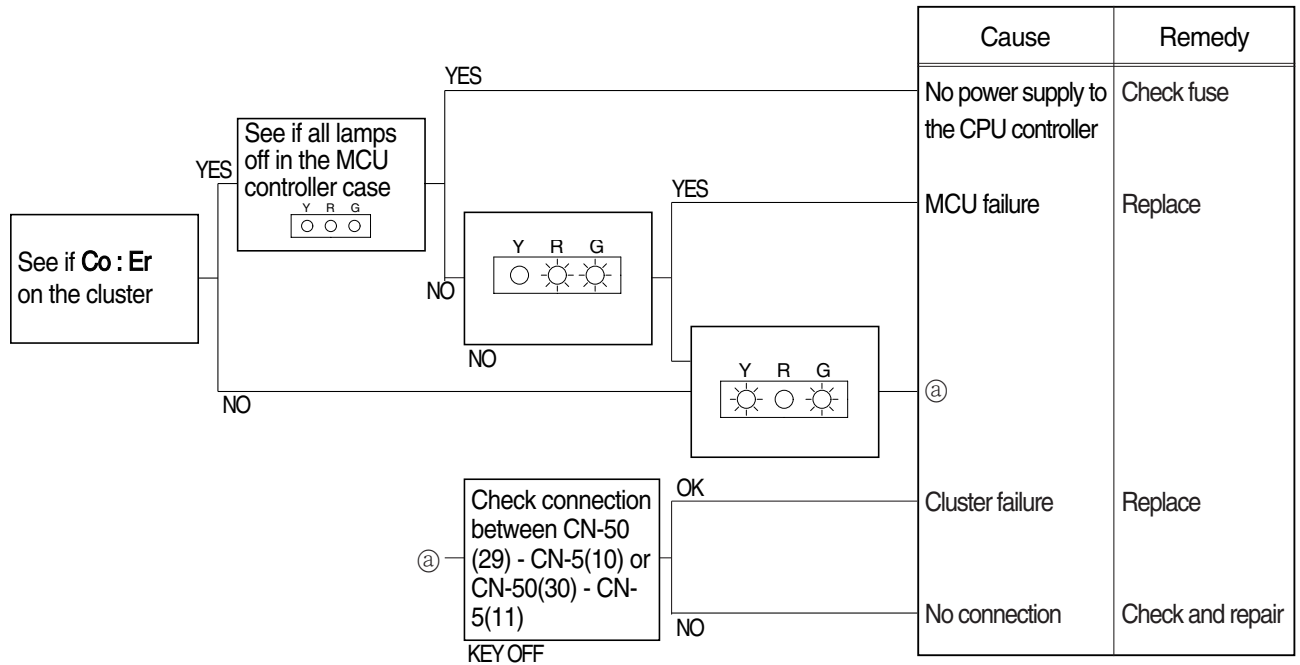 Cause Remedy
YES
No power supply to
the CPU controller
Check fuse
See if all lamps
off in the MCU
controller case
Y R G
YES
YES
MCU failure Replace
See if Co : Er
on the cluster
Y R G
NO
NO
Y R G
NO
ⓐ
Check connection
between CN-50
(29) - CN-5(10) or
CN-50(30) - CN-
5(11)
OK
Cluster failure Replace
ⓐ
NO
No connection Check and repair
KEY OFF